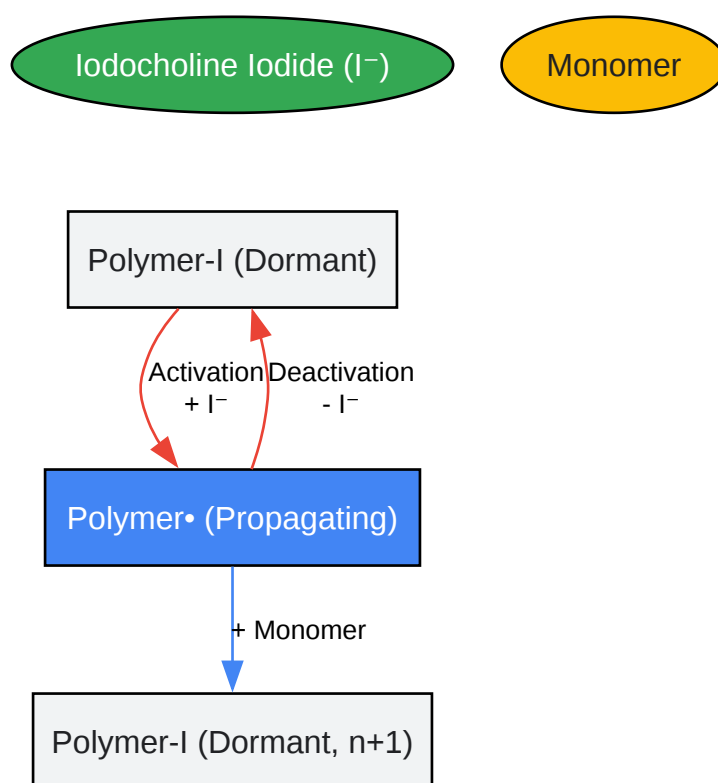 Iodocholine Iodide (I⁻)
Monomer
Polymer-I (Dormant)
Activation
+ I⁻
Deactivation
- I⁻
Polymer• (Propagating)
+ Monomer
Polymer-I (Dormant, n+1)